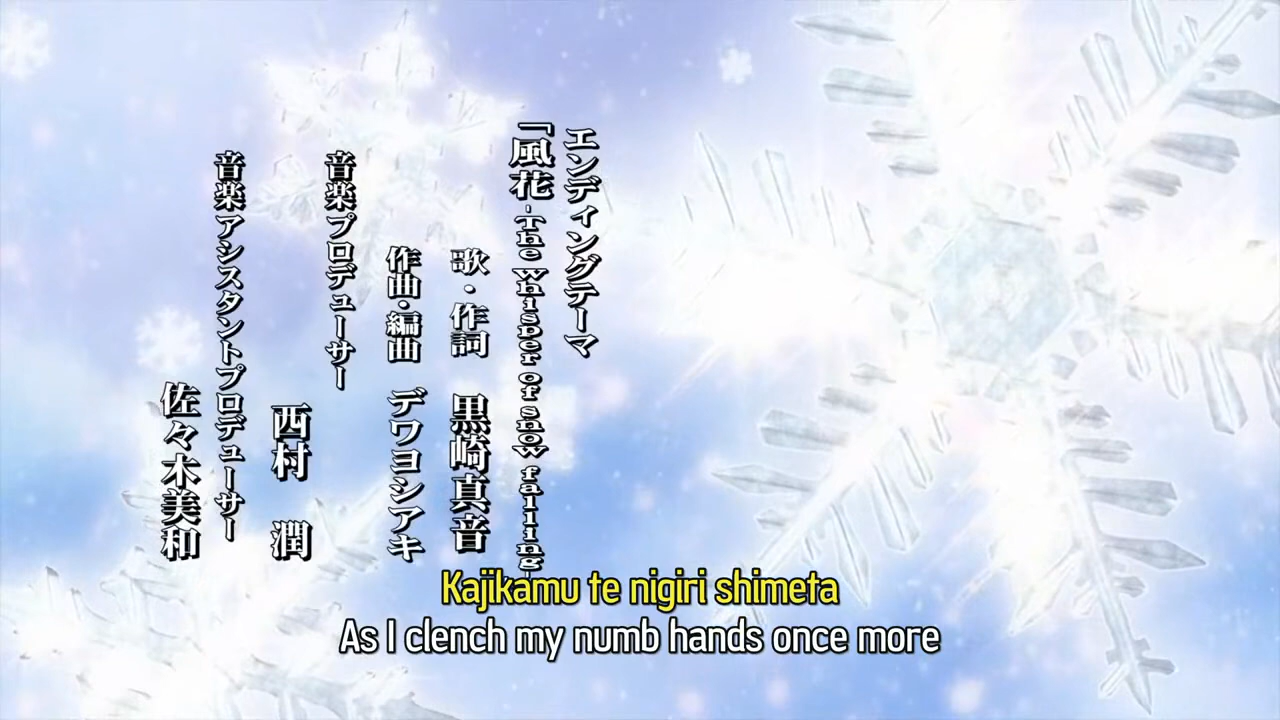 エンディングテーマ
「風花-The whisper of snow falling-
歌・作詞　黒崎真音
作曲・編曲　デワヨシアキ
音楽プロデューサー
西村　潤
音楽アシスタントプロデューサー
佐々木美和
Kajikamu te nigiri shimeta
As I clench my numb hands once more